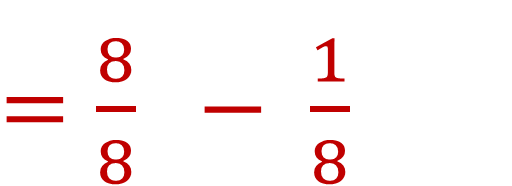 = 8/8 − 1/8